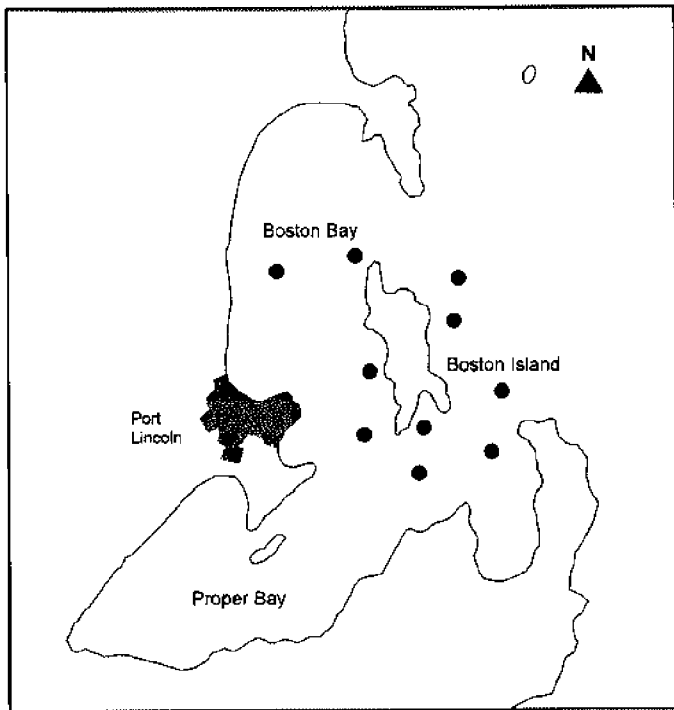 N
Boston Bay
Boston Island
Port
Lincoln
Proper Bay